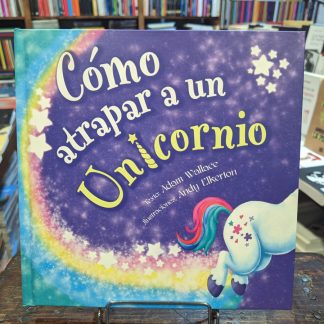 Cómo
atrapar a un
Unicornio
Texto: Adam Wallace
Ilustraciones: Andy Elkerton